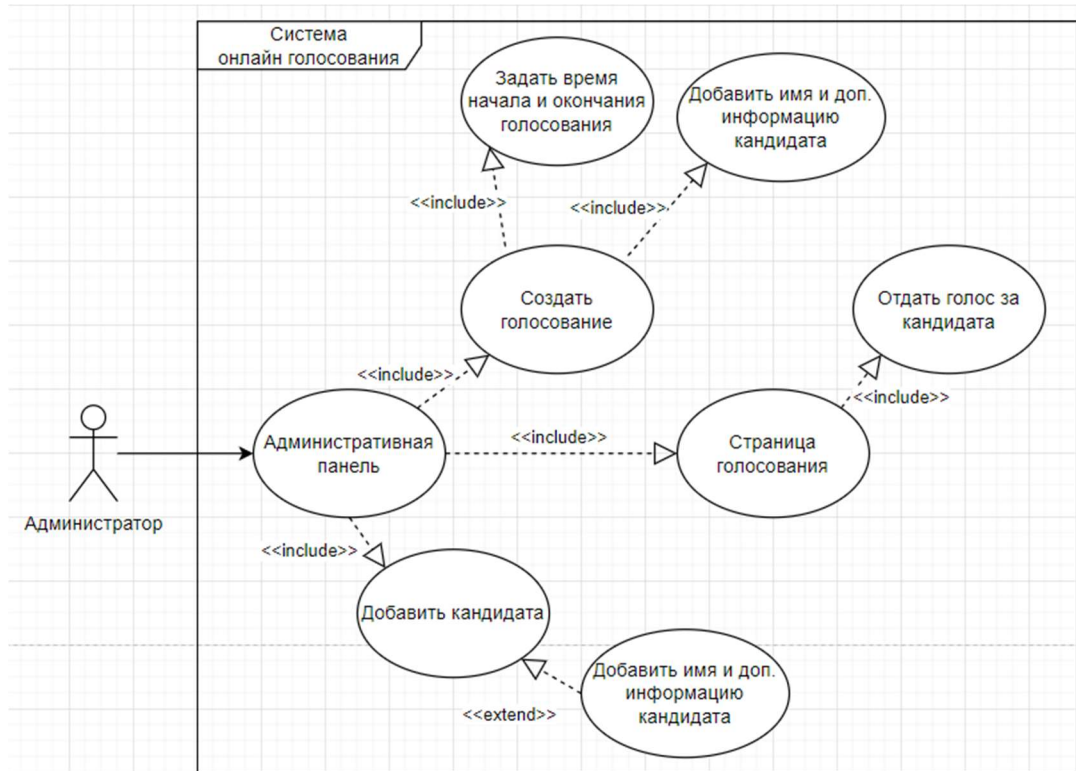 Система
онлайн голосования
Задать время
начала и окончания
голосования
Добавить имя и доп.
информацию
кандидата
<<include>>
<<include>>
Создать
голосование
Отдать голос за
кандидата
<<include>>
<<include>>
Административная
панель
<<include>>
Страница
голосования
Администратор
<<include>>
Добавить кандидата
Добавить имя и доп.
информацию
кандидата
<<extend>>